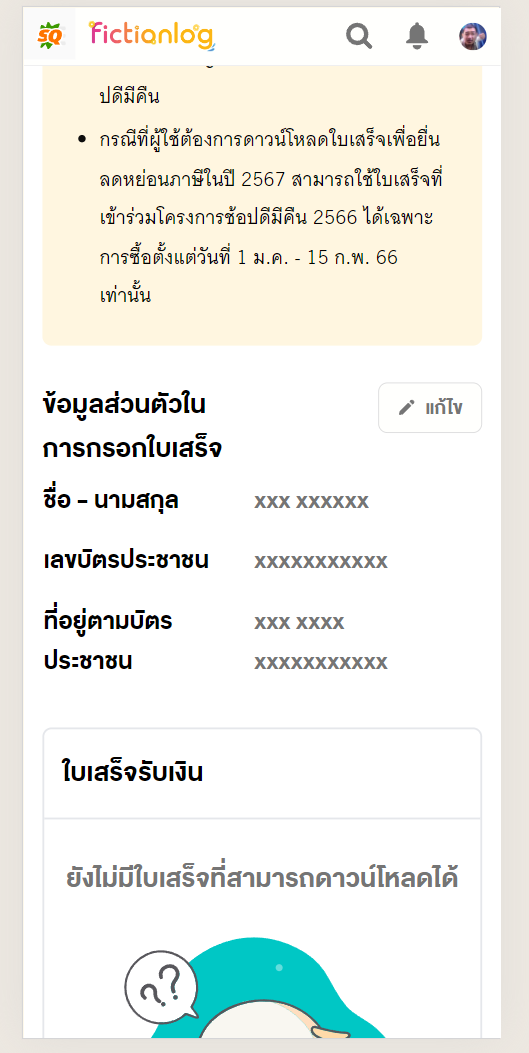 SQ fictionlog
ปดีมีคืน
• กรณีที่ผู้ใช้ต้องการดาวน์โหลดใบเสร็จเพื่อยื่น
ลดหย่อนภาษีในปี 2567 สามารถใช้ใบเสร็จที่
เข้าร่วมโครงการช้อปดีมีคืน 2566 ได้เฉพาะ
การซื้อตั้งแต่วันที่ 1 ม.ค. - 15 ก.พ. 66
เท่านั้น
ข้อมูลส่วนตัวใน
การกรอกใบเสร็จ
แก้ไข
ชื่อ - นามสกุล xxx xxxxxx
เลขบัตรประชาชน xxxxxxxxxxx
ที่อยู่ตามบัตร xxx xxxx
ประชาชน xxxxxxxxxxx
ใบเสร็จรับเงิน
ยังไม่มีใบเสร็จที่สามารถดาวน์โหลดได้
??